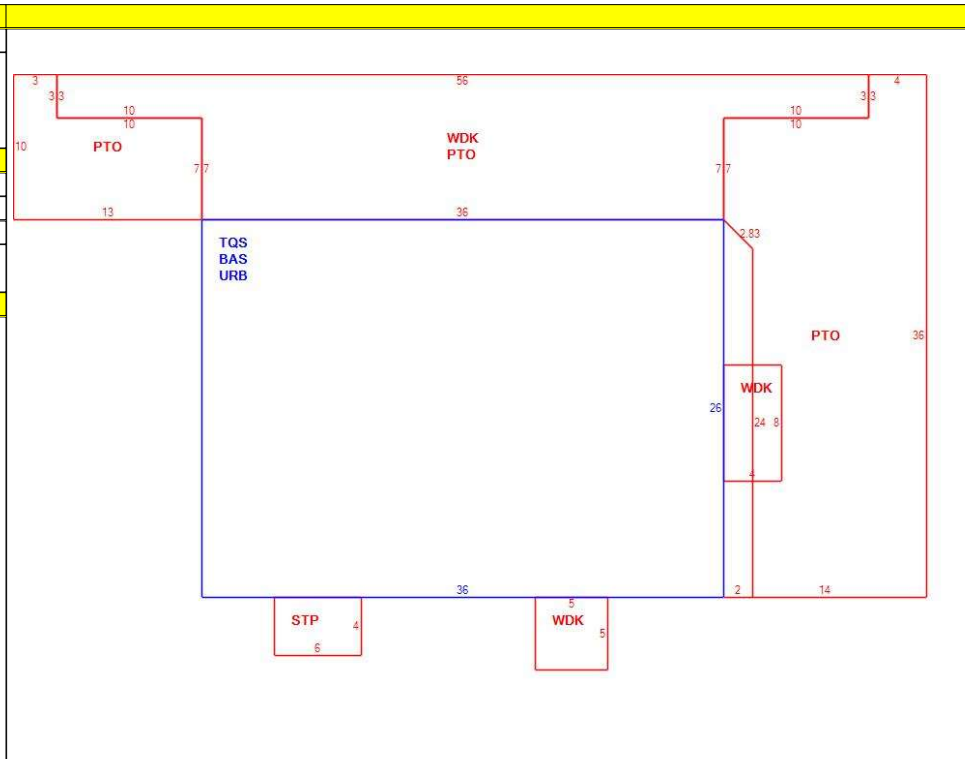 3 56 4
3 3 3 3
10 10
10 10
10 PTO WDK
PTO
7 7 7 7
13 36
2.83
TQS
BAS
URB
PTO 36
WDK
26 24 8
4
36 2 14
5
STP 4 WDK
5
6